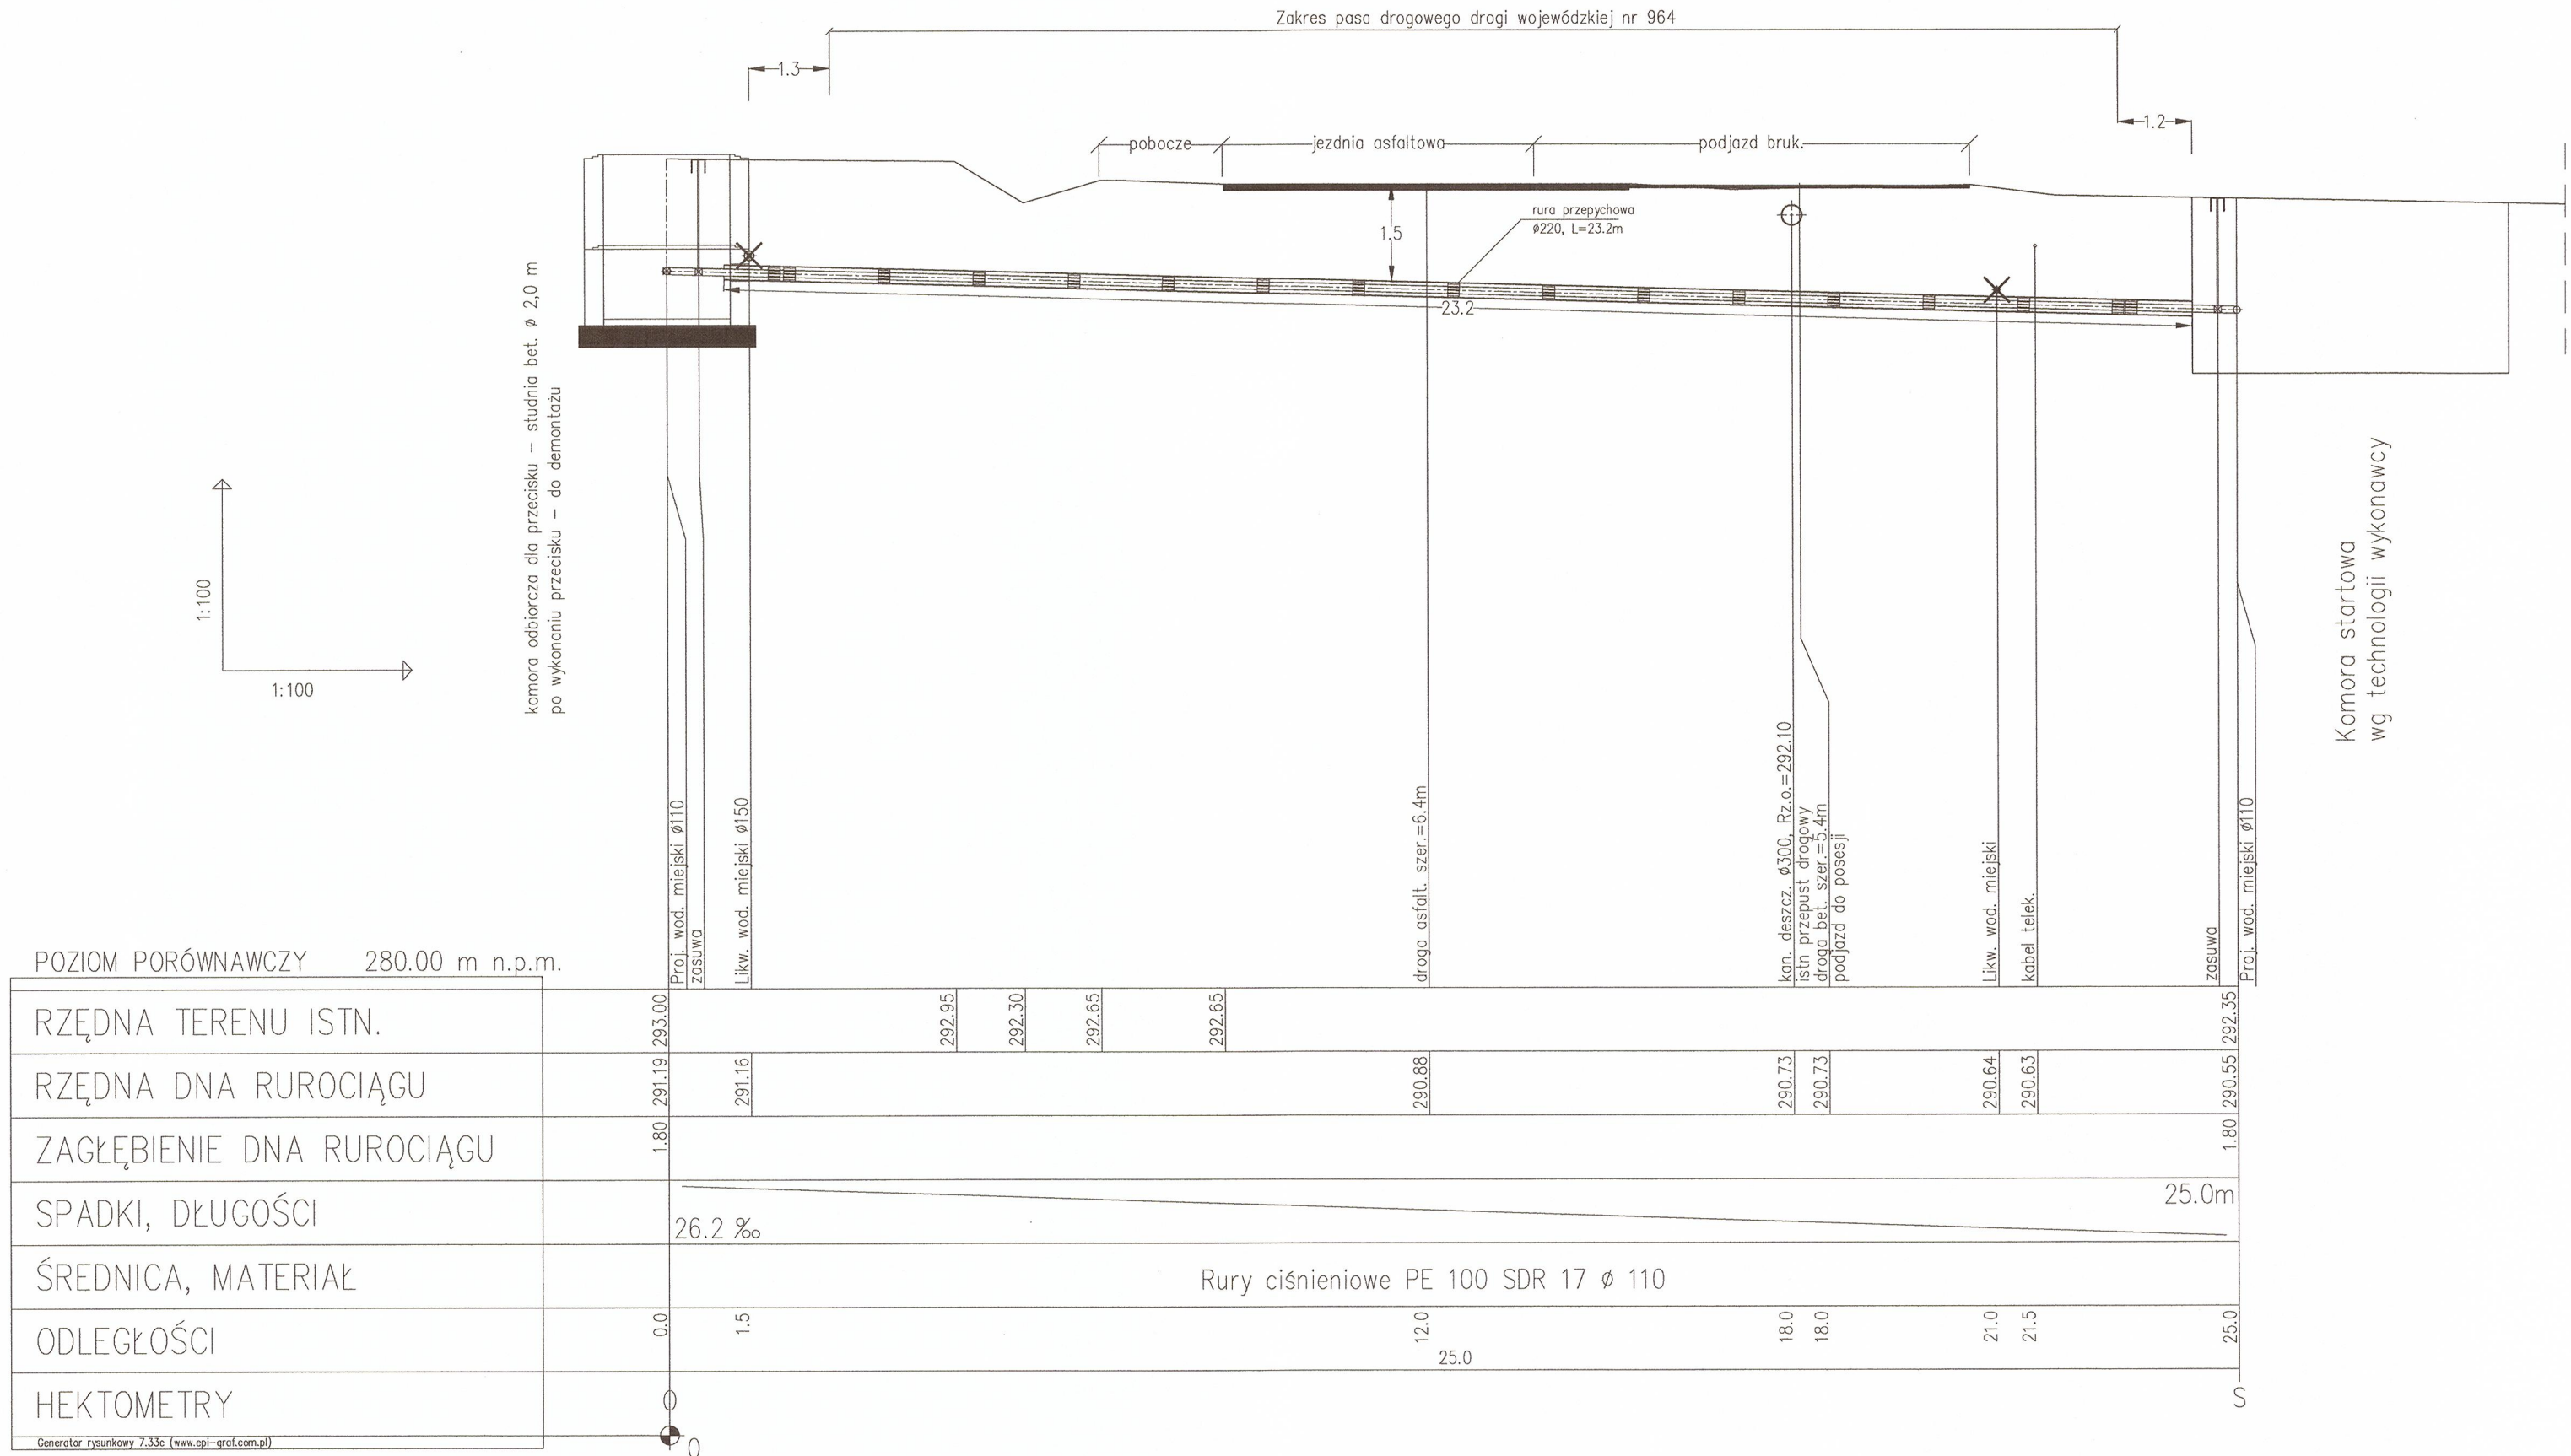 Zakres pasa drogowego drogi wojewódzkiej nr 964
1.3
1.2
pobocze
jezdnia asfaltowa
podjazd bruk.
rura przepychowa
ø220, L=23.2m
1.5
23.2
komora odbiorcza dla przecisku – studnia bet. ø 2,0 m
po wykonaniu przecisku – do demontażu
1:100
1:100
Komora startowa
wg technologii wykonawcy
Proj. wod. miejski ø110
zasuwa
Likw. wod. miejski ø150
droga asfalt. szer.=6.4m
kan. deszcz. ø300, Rz.o.=292.10
istn przepust drogowy
droga bet. szer.=5.4m
podjazd do posesji
Likw. wod. miejski
kabel telek.
zasuwa
Proj. wod. miejski ø110
POZIOM PORÓWNAWCZY 280.00 m n.p.m.
RZĘDNA TERENU ISTN. 293.00 292.95 292.30 292.65 292.65 292.35
RZĘDNA DNA RUROCIĄGU 291.19 291.16 290.88 290.73 290.73 290.64 290.63 290.55
ZAGŁĘBIENIE DNA RUROCIĄGU 1.80 1.80
SPADKI, DŁUGOŚCI 26.2 ‰ 25.0m
ŚREDNICA, MATERIAŁ Rury ciśnieniowe PE 100 SDR 17 ø 110
ODLEGŁOŚCI 0.0 1.5 12.0 18.0 18.0 21.0 21.5 25.0
25.0
HEKTOMETRY 0 S
Generator rysunkowy 7.33c (www.epi-graf.com.pl)
0